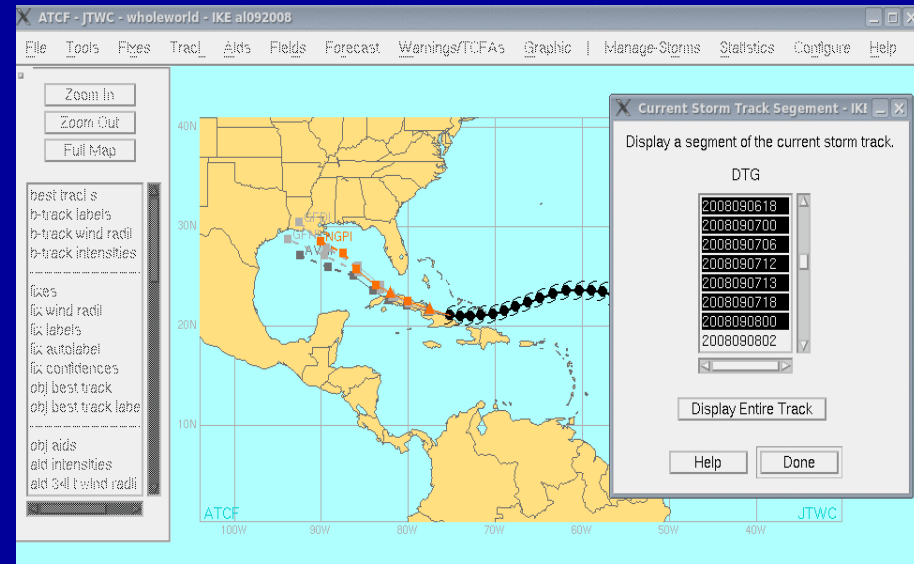 ATCF - JTWC - wholeworld - IKE al092008
File Tools Fixes Tracl Aids Fields Forecast Warnings/TCFAs Graphic | Manage-Storms Statistics Configure Help
Zoom In
Zoom Out
Full Map
best tracl s
b-track labels
b-track wind radii
b-track intensities
fixes
fix wind radii
fix labels
fix autolabel
fix confidences
obj best track
obj best track labe
obj aids
aid intensities
aid 34l t wind radii
40N
30N
20N
10N
NGPI
ATCF
JTWC
100W 90W 80W 70W 60W 50W 40W
Current Storm Track Segement - IKE
Display a segment of the current storm track.
DTG
2008090618
2008090700
2008090706
2008090712
2008090713
2008090718
2008090800
2008090802
Display Entire Track
Help Done